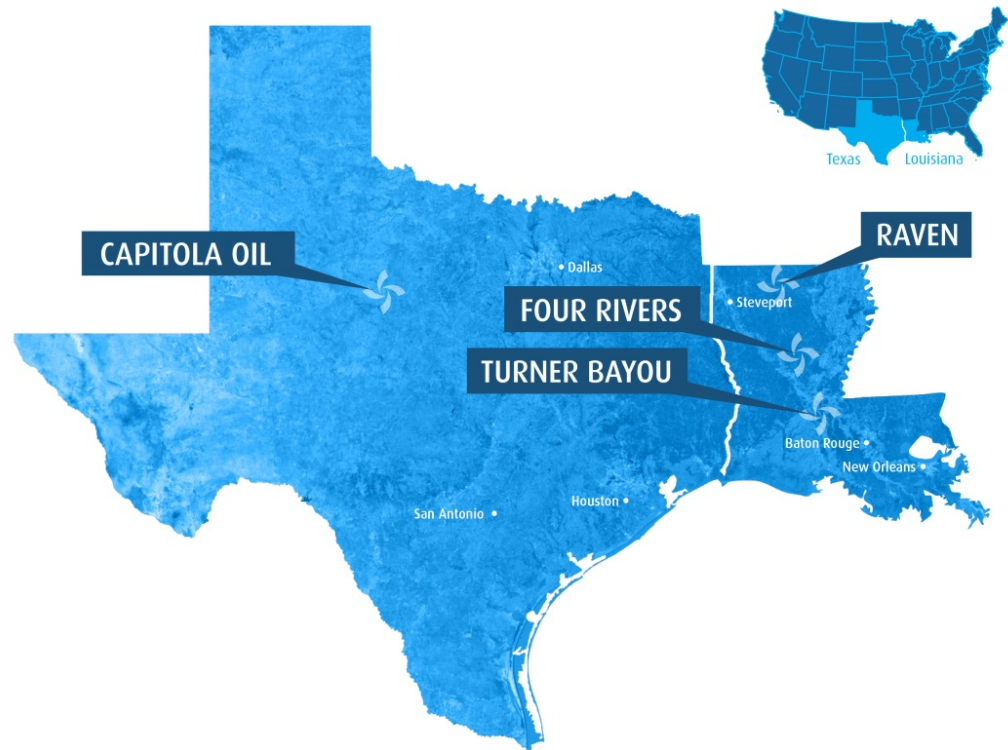 Texas
Louisiana
RAVEN
CAPITOLA OIL
Dallas
Steveport
FOUR RIVERS
TURNER BAYOU
Baton Rouge
New Orleans
Houston
San Antonio